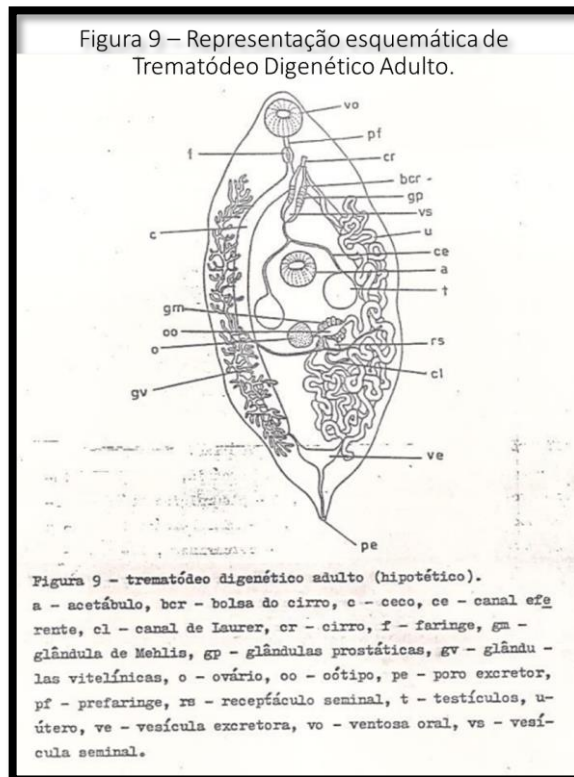 Figura 9 – Representação esquemática de
Trematódeo Digenético Adulto.
vo
pf
f
cr
bcr -
gp
vs
u
c
ce
a
t
gm
oo
o
rs
cl
gv
ve
pe
Figura 9 - trematódeo digenético adulto (hipotético).
a - acetábulo, bcr - bolsa do cirro, c - ceco, ce - canal efe
rente, cl - canal de Laurer, cr - cirro, f - faringe, gm -
glândula de Mehlis, gp - glândulas prostáticas, gv - glându -
las vitelínicas, o - ovário, oo - oótipo, pe - poro excretor,
pf - prefaringe, rs - receptáculo seminal, t - testículos, u-
útero, ve - vesícula excretora, vo - ventosa oral, vs - vesí-
cula seminal.